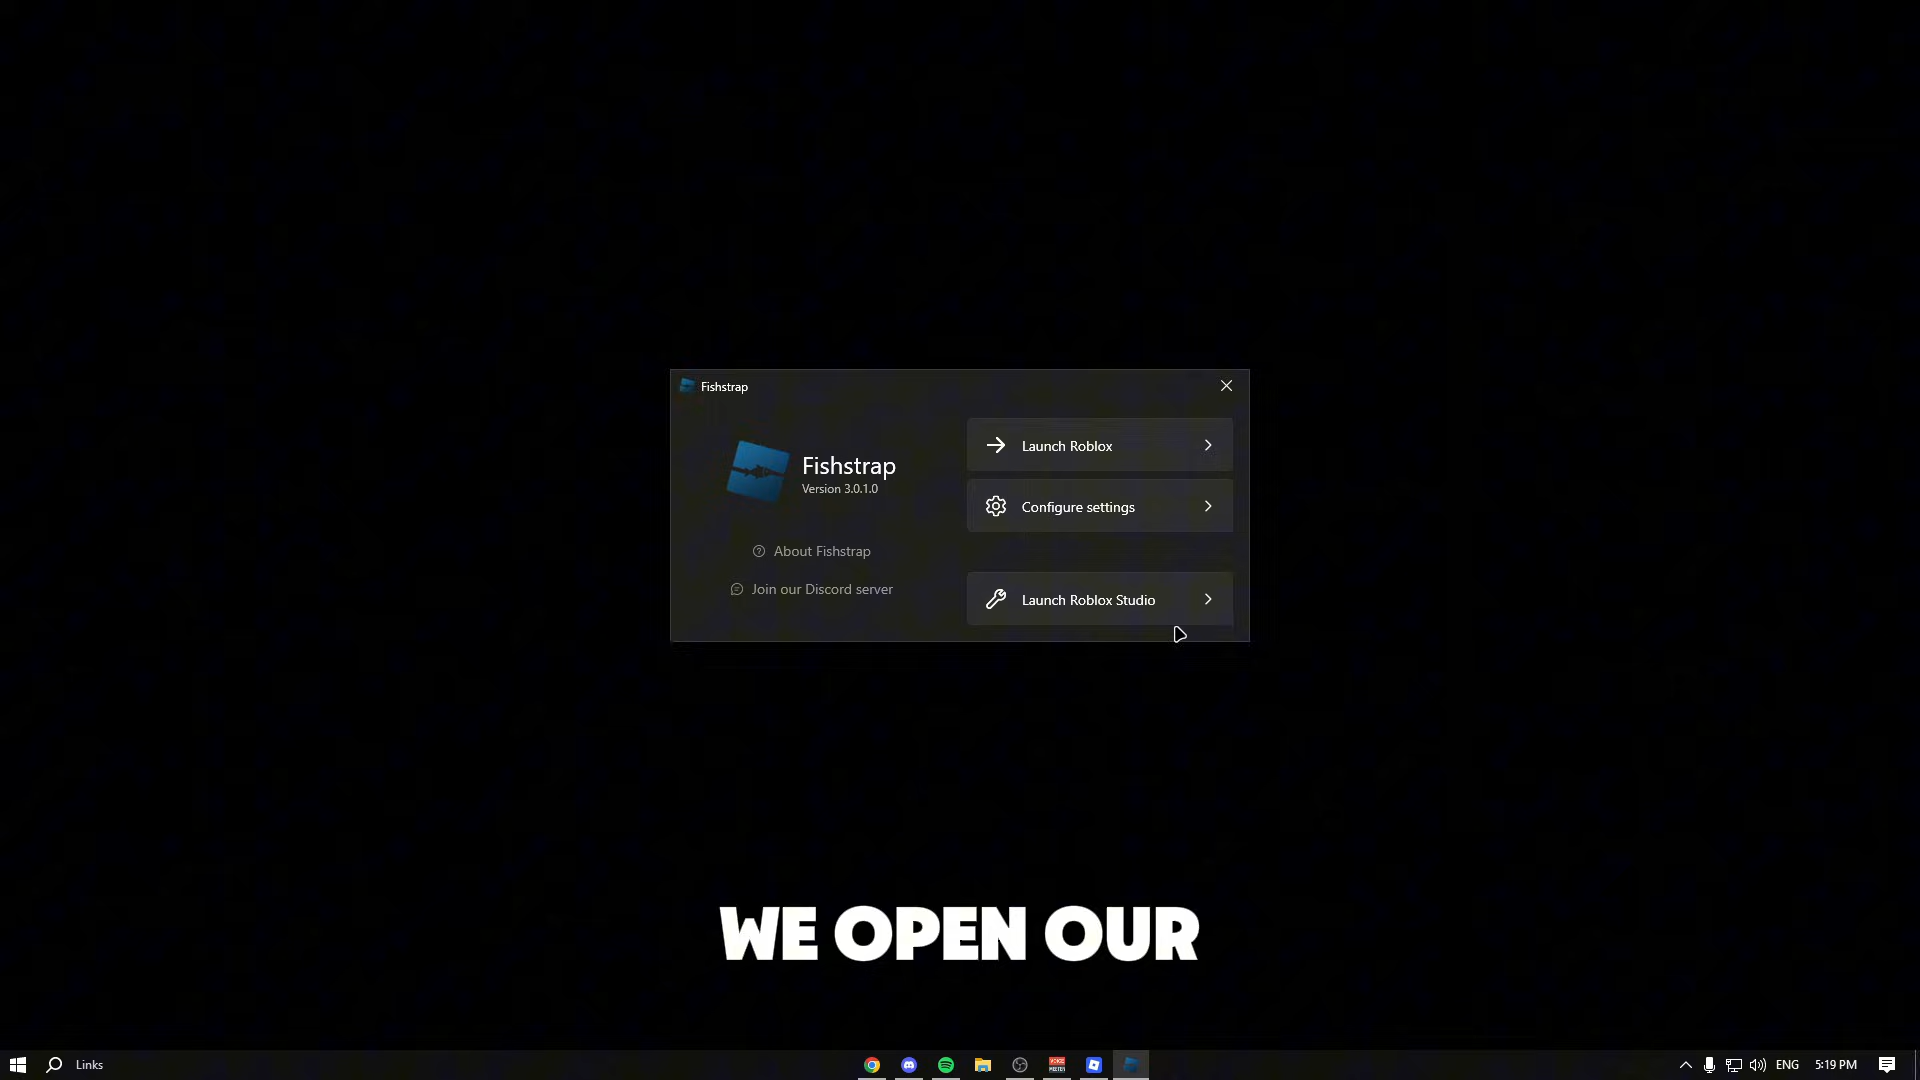 Fishstrap
Fishstrap
Version 3.0.1.0
About Fishstrap
Join our Discord server
Launch Roblox
Configure settings
Launch Roblox Studio
WE OPEN OUR
Links
ENG
5:19 PM